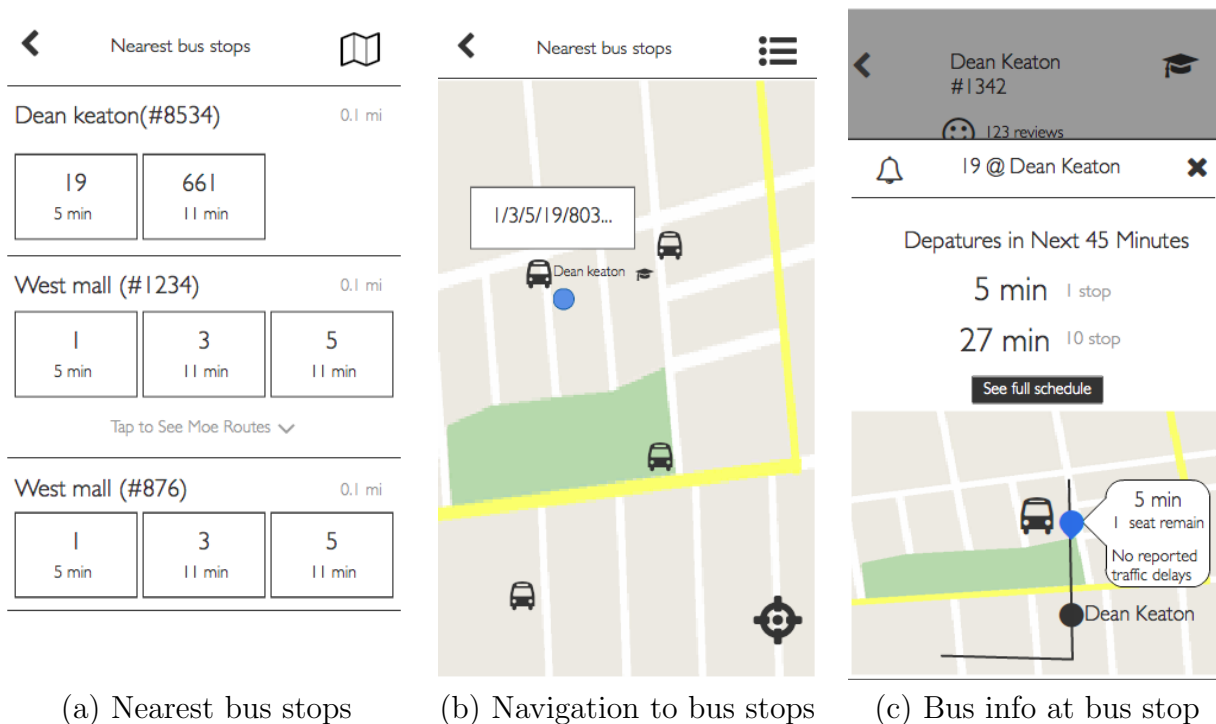 Nearest bus stops
Dean keaton(#8534)
0.1 mi
19
661
5 min
11 min
West mall (#1234)
0.1 mi
1
3
5
5 min
11 min
11 min
Tap to See Moe Routes
West mall (#876)
0.1 mi
1
3
5
5 min
11 min
11 min
(a) Nearest bus stops
Nearest bus stops
1/3/5/19/803...
Dean keaton
(b) Navigation to bus stops
Dean Keaton
#1342
123 reviews
19 @ Dean Keaton
Depatures in Next 45 Minutes
5 min 1 stop
27 min 10 stop
See full schedule
5 min
1 seat remain
No reported
traffic delays
Dean Keaton
(c) Bus info at bus stop